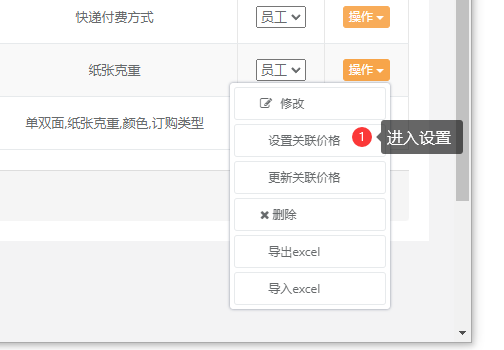 快递付费方式 员工 操作
纸张克重 员工 操作
修改
单双面,纸张克重,颜色,订购类型
设置关联价格 1 进入设置
更新关联价格
删除
导出excel
导入excel